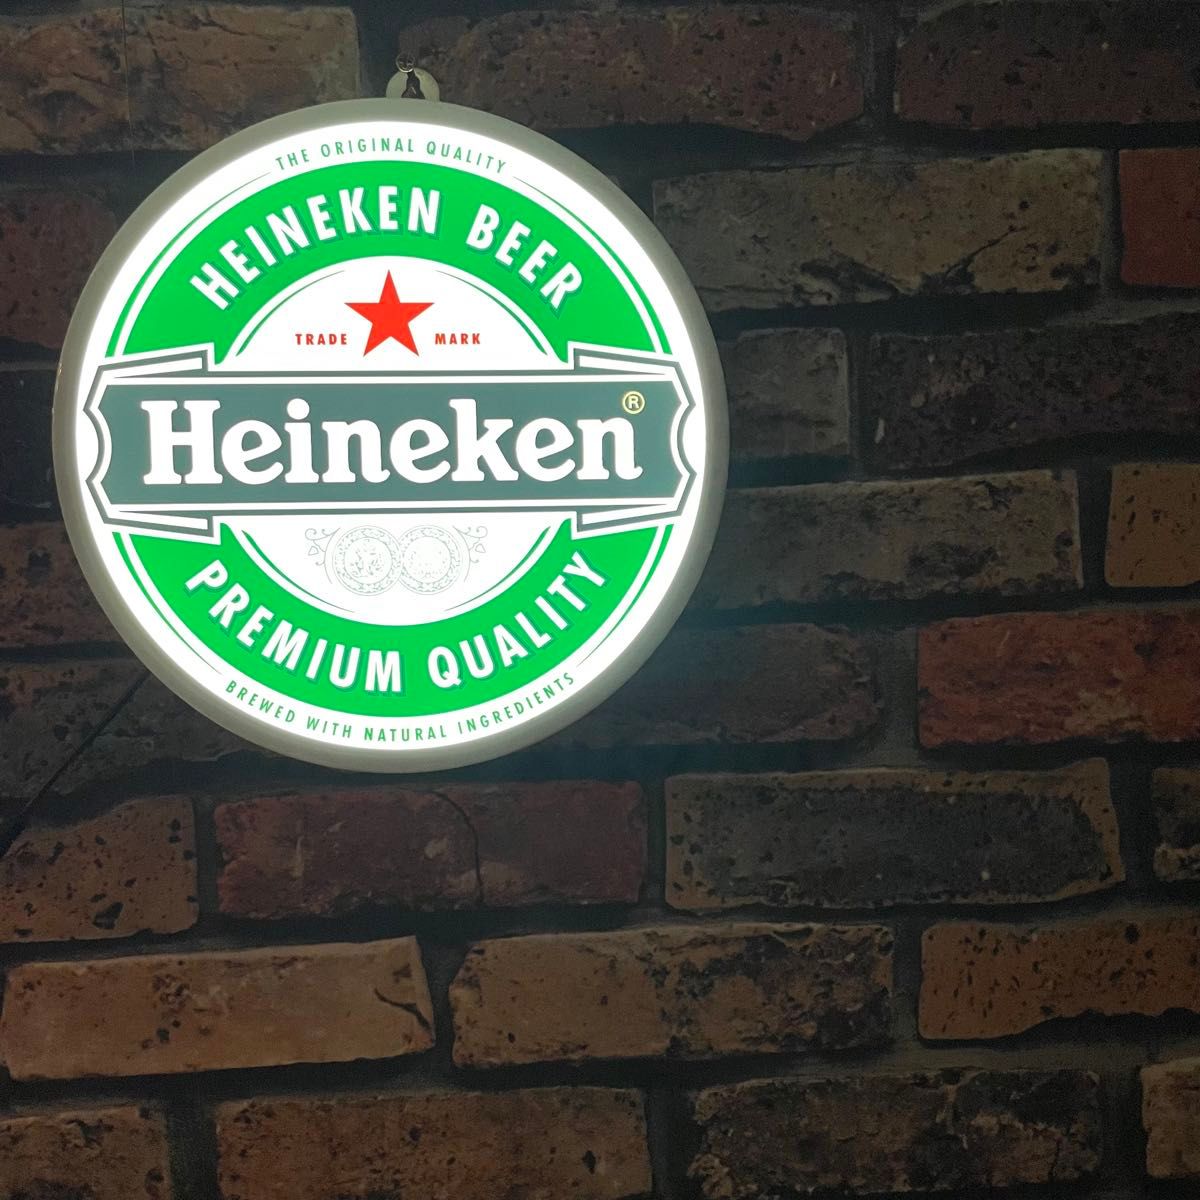 THE ORIGINAL QUALITY
HEINEKEN BEER
TRADE MARK
Heineken®
PREMIUM QUALITY
BREWED WITH NATURAL INGREDIENTS